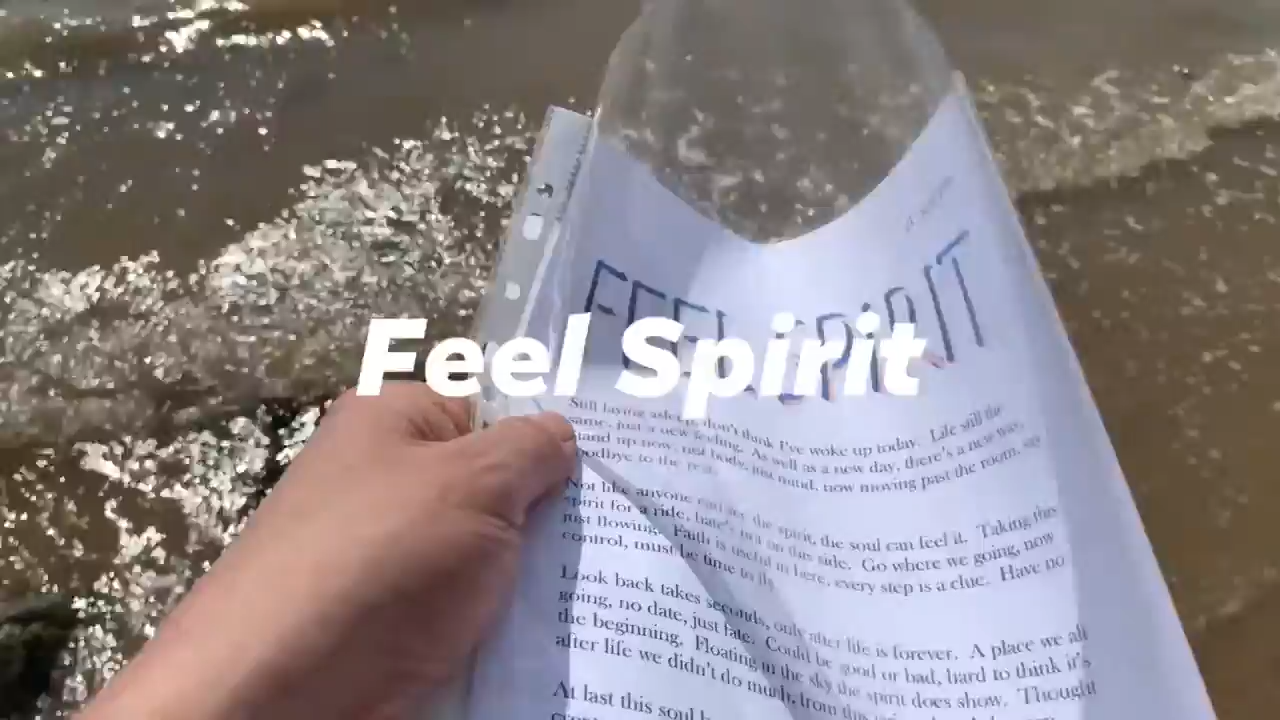 FEEL SPIRIT
Feel Spirit
Still laying asleep, don't think I've woke up today. Life still the
same, just a new feeling. As well as a new day, there's a new way,
stand up now, not body, just mind, now moving past the room, say
goodbye to the rest.
Not like anyone can see the spirit, the soul can feel it. Taking this
spirit for a ride, hate's not on this side. Go where we going, now
just flowing. Faith is useful in here, every step is a clue. Have no
control, must be time to fly.
Look back takes seconds, only after life is forever. A place we all
going, no date, just fate. Could be good or bad, hard to think it's
the beginning. Floating in the sky the spirit does show. Thought
after life we didn't do much, from this
At last this soul